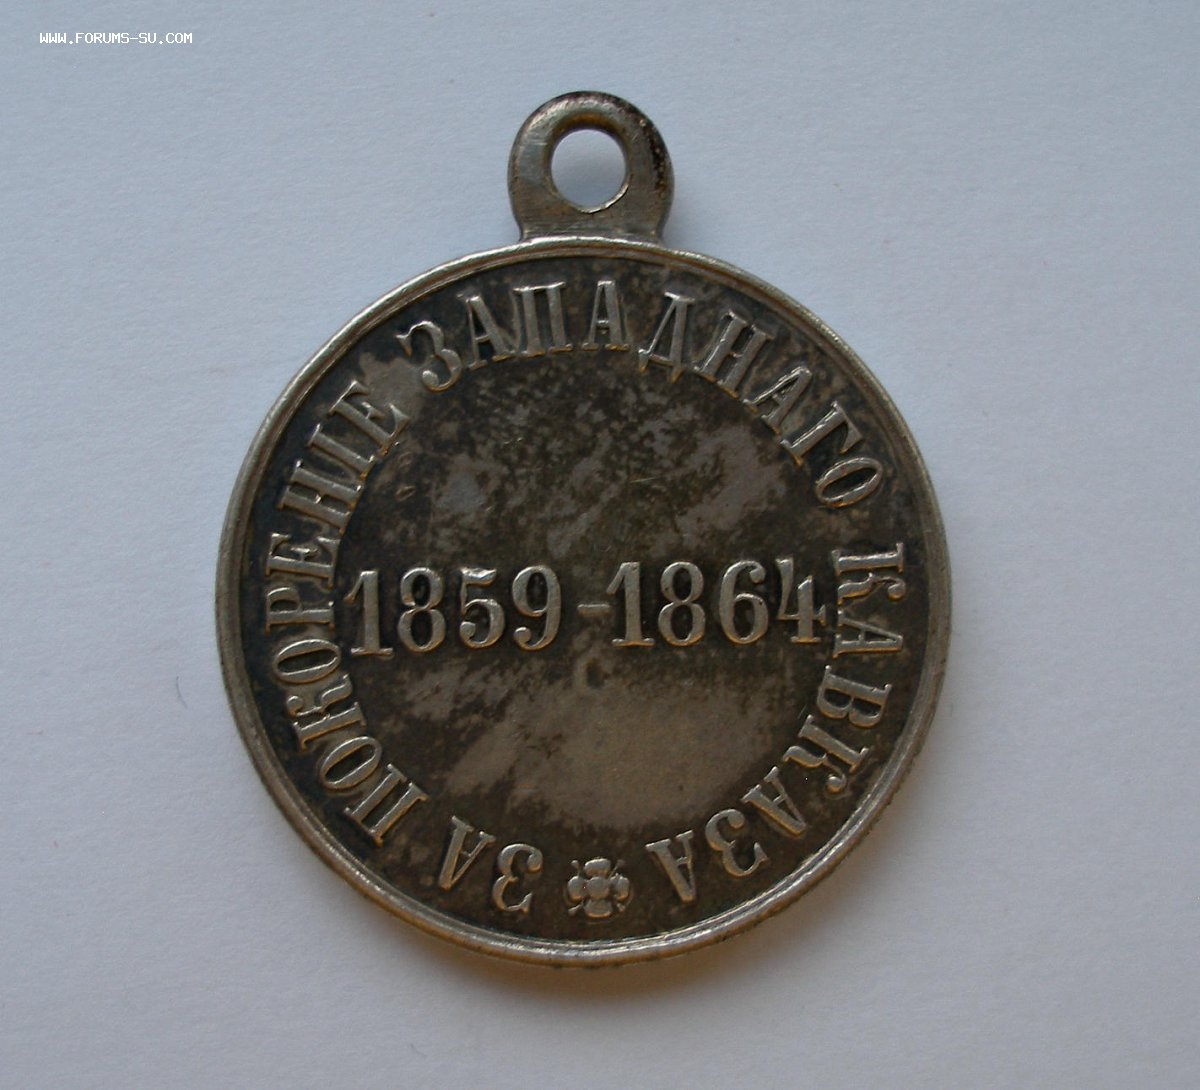 WWW.FORUMS-SU.COM
ЗА ПОКОРЕНІЕ ЗАПАДНАГО КАВКАЗА
1859-1864